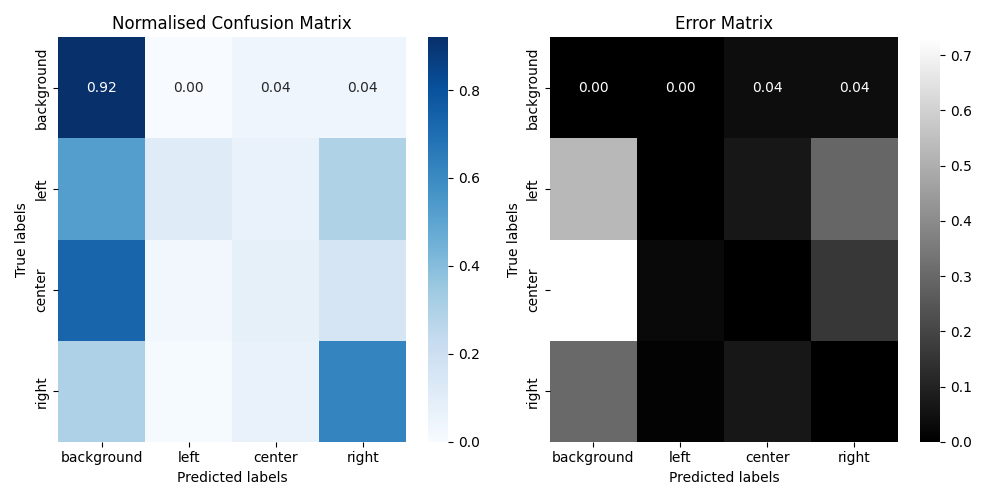 Normalised Confusion Matrix
True labels
background
left
center
right
0.92 0.00 0.04 0.04
background left center right
Predicted labels
0.8
0.6
0.4
0.2
0.0
Error Matrix
True labels
background
left
center
right
0.00 0.00 0.04 0.04
background left center right
Predicted labels
0.7
0.6
0.5
0.4
0.3
0.2
0.1
0.0